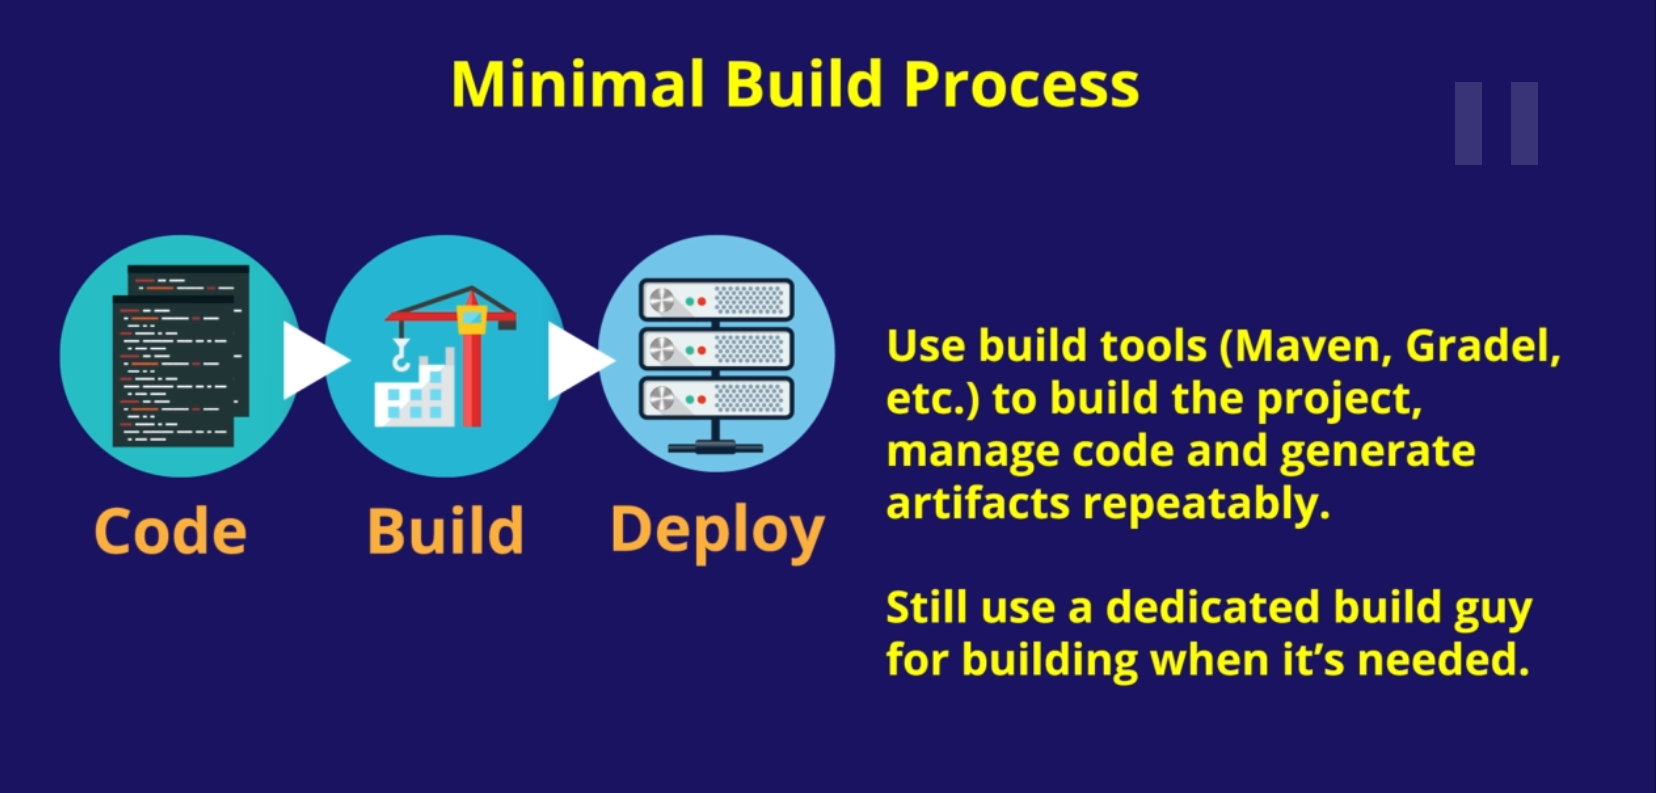 Minimal Build Process
Code
Build
Deploy
Use build tools (Maven, Gradel,
etc.) to build the project,
manage code and generate
artifacts repeatably.
Still use a dedicated build guy
for building when it’s needed.